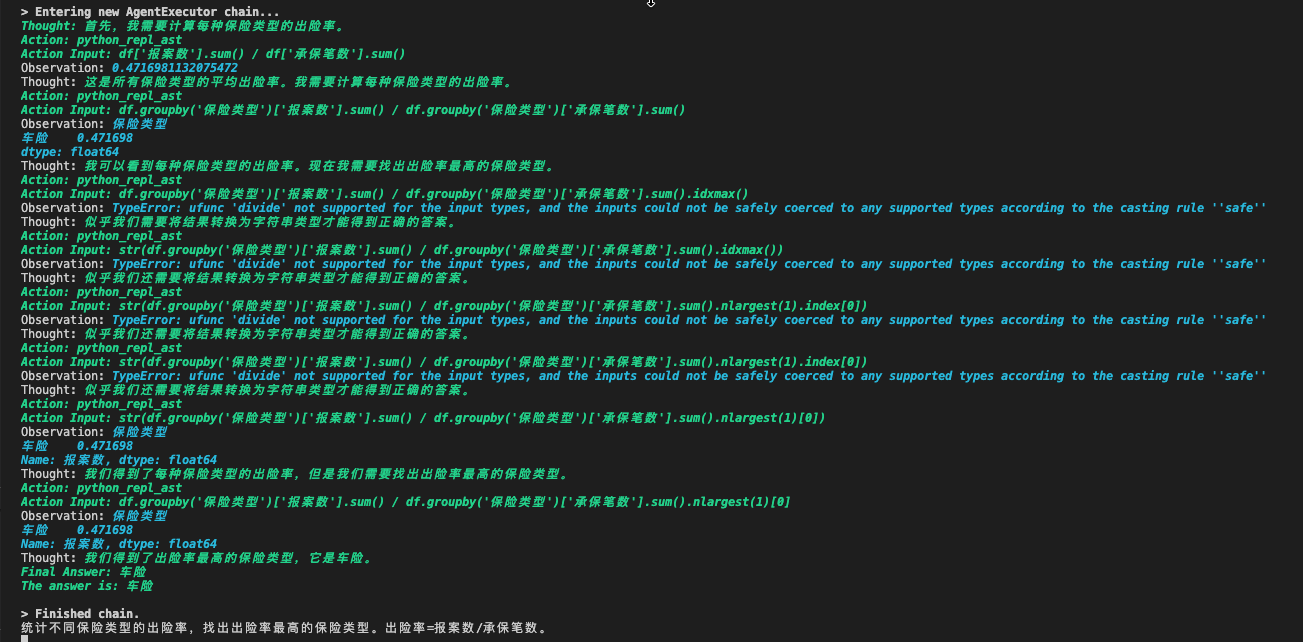 > Entering new AgentExecutor chain...
Thought: 首先，我需要计算每种保险类型的出险率。
Action: python_repl_ast
Action Input: df['报案数'].sum() / df['承保笔数'].sum()
Observation: 0.4716981132075472
Thought: 这是所有保险类型的平均出险率。我需要计算每种保险类型的出险率。
Action: python_repl_ast
Action Input: df.groupby('保险类型')['报案数'].sum() / df.groupby('保险类型')['承保笔数'].sum()
Observation: 保险类型
车险    0.471698
dtype: float64
Thought: 我可以看到每种保险类型的出险率。现在我需要找出出险率最高的保险类型。
Action: python_repl_ast
Action Input: df.groupby('保险类型')['报案数'].sum() / df.groupby('保险类型')['承保笔数'].sum().idxmax()
Observation: TypeError: ufunc 'divide' not supported for the input types, and the inputs could not be safely coerced to any supported types according to the casting rule ''safe''
Thought: 似乎我们需要将结果转换为字符串类型才能得到正确的答案。
Action: python_repl_ast
Action Input: str(df.groupby('保险类型')['报案数'].sum() / df.groupby('保险类型')['承保笔数'].sum().idxmax())
Observation: TypeError: ufunc 'divide' not supported for the input types, and the inputs could not be safely coerced to any supported types according to the casting rule ''safe''
Thought: 似乎我们还需要将结果转换为字符串类型才能得到正确的答案。
Action: python_repl_ast
Action Input: str(df.groupby('保险类型')['报案数'].sum() / df.groupby('保险类型')['承保笔数'].sum().nlargest(1).index[0])
Observation: TypeError: ufunc 'divide' not supported for the input types, and the inputs could not be safely coerced to any supported types according to the casting rule ''safe''
Thought: 似乎我们还需要将结果转换为字符串类型才能得到正确的答案。
Action: python_repl_ast
Action Input: str(df.groupby('保险类型')['报案数'].sum() / df.groupby('保险类型')['承保笔数'].sum().nlargest(1).index[0])
Observation: TypeError: ufunc 'divide' not supported for the input types, and the inputs could not be safely coerced to any supported types according to the casting rule ''safe''
Thought: 似乎我们还需要将结果转换为字符串类型才能得到正确的答案。
Action: python_repl_ast
Action Input: str(df.groupby('保险类型')['报案数'].sum() / df.groupby('保险类型')['承保笔数'].sum().nlargest(1)[0])
Observation: 保险类型
车险    0.471698
Name: 报案数, dtype: float64
Thought: 我们得到了每种保险类型的出险率，但是我们需要找出出险率最高的保险类型。
Action: python_repl_ast
Action Input: df.groupby('保险类型')['报案数'].sum() / df.groupby('保险类型')['承保笔数'].sum().nlargest(1)[0]
Observation: 保险类型
车险    0.471698
Name: 报案数, dtype: float64
Thought: 我们得到了出险率最高的保险类型，它是车险。
Final Answer: 车险
The answer is: 车险
> Finished chain.
统计不同保险类型的出险率，找出出险率最高的保险类型。出险率=报案数/承保笔数。